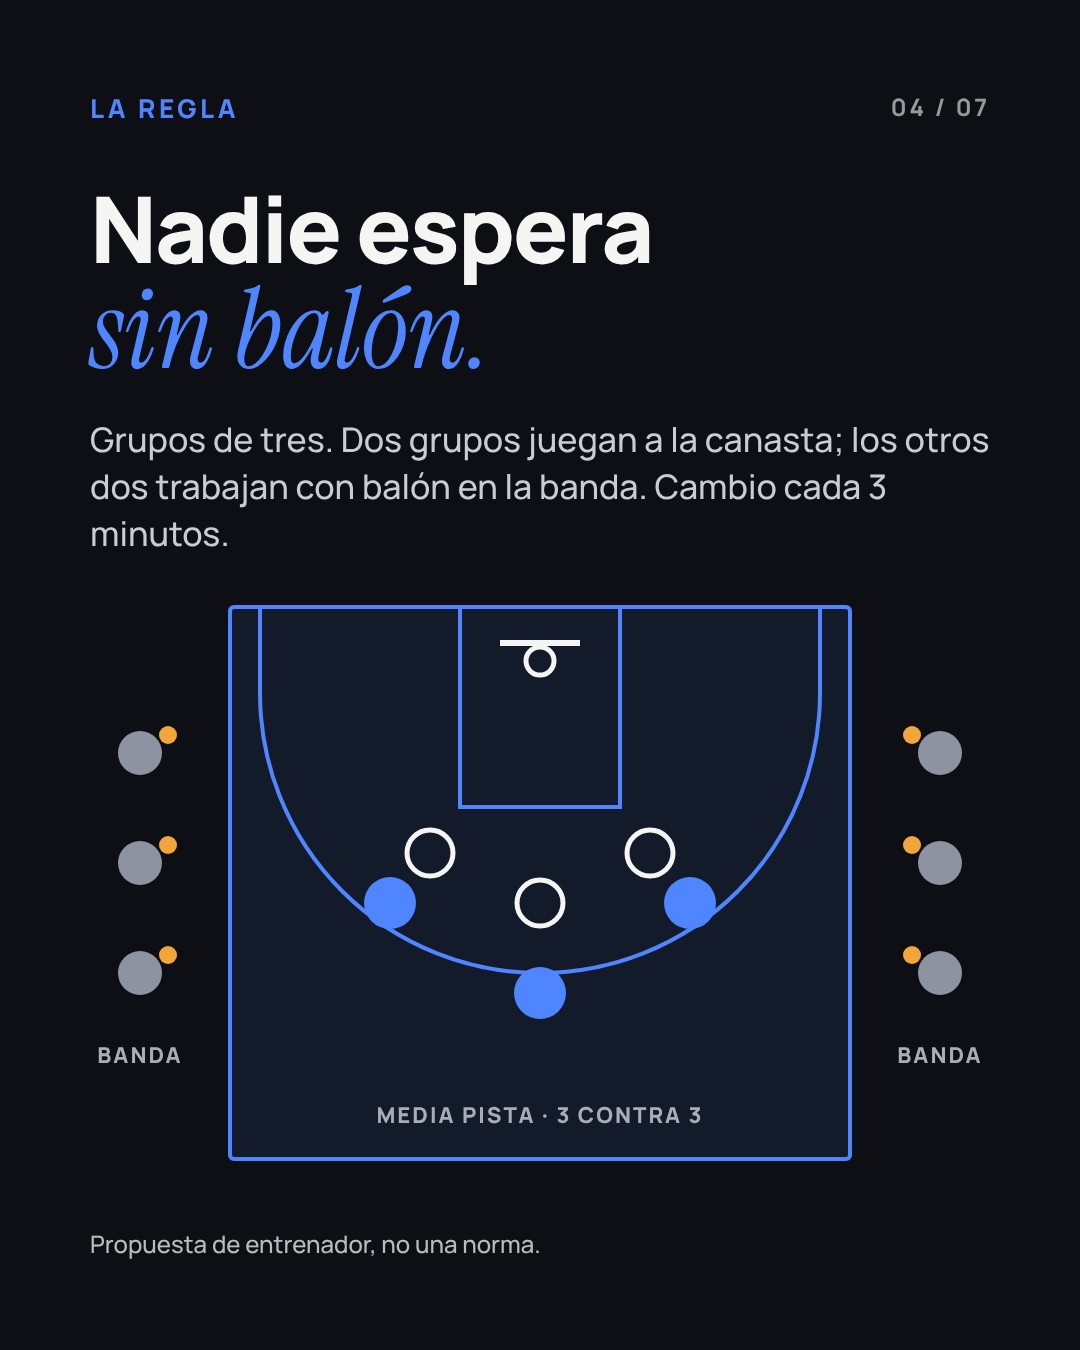 LA REGLA
04 / 07
Nadie espera
sin balón.
Grupos de tres. Dos grupos juegan a la canasta; los otros
dos trabajan con balón en la banda. Cambio cada 3
minutos.
BANDA
BANDA
MEDIA PISTA · 3 CONTRA 3
Propuesta de entrenador, no una norma.